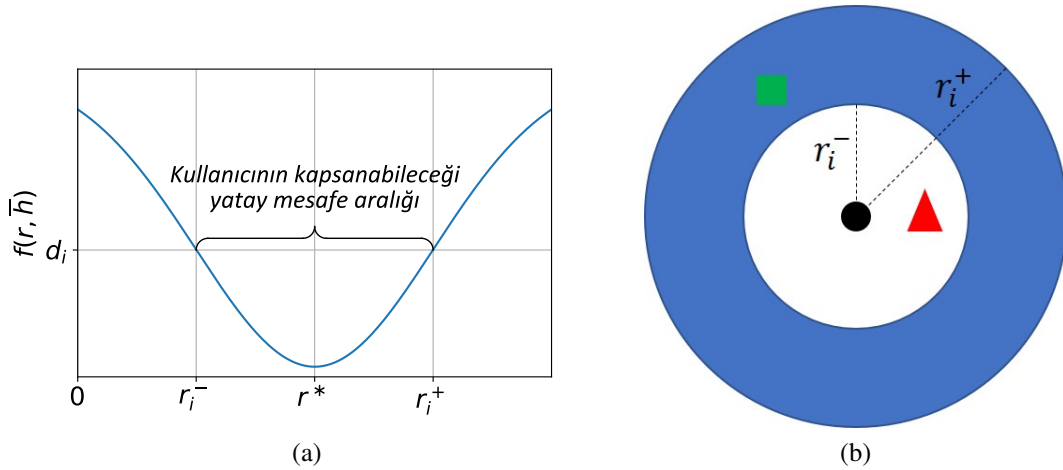 f(r, h̅)
d_i
Kullanıcının kapsanabileceği
yatay mesafe aralığı
0
r_i^-
r*
r_i^+
(a)
r_i^+
r_i^-
(b)